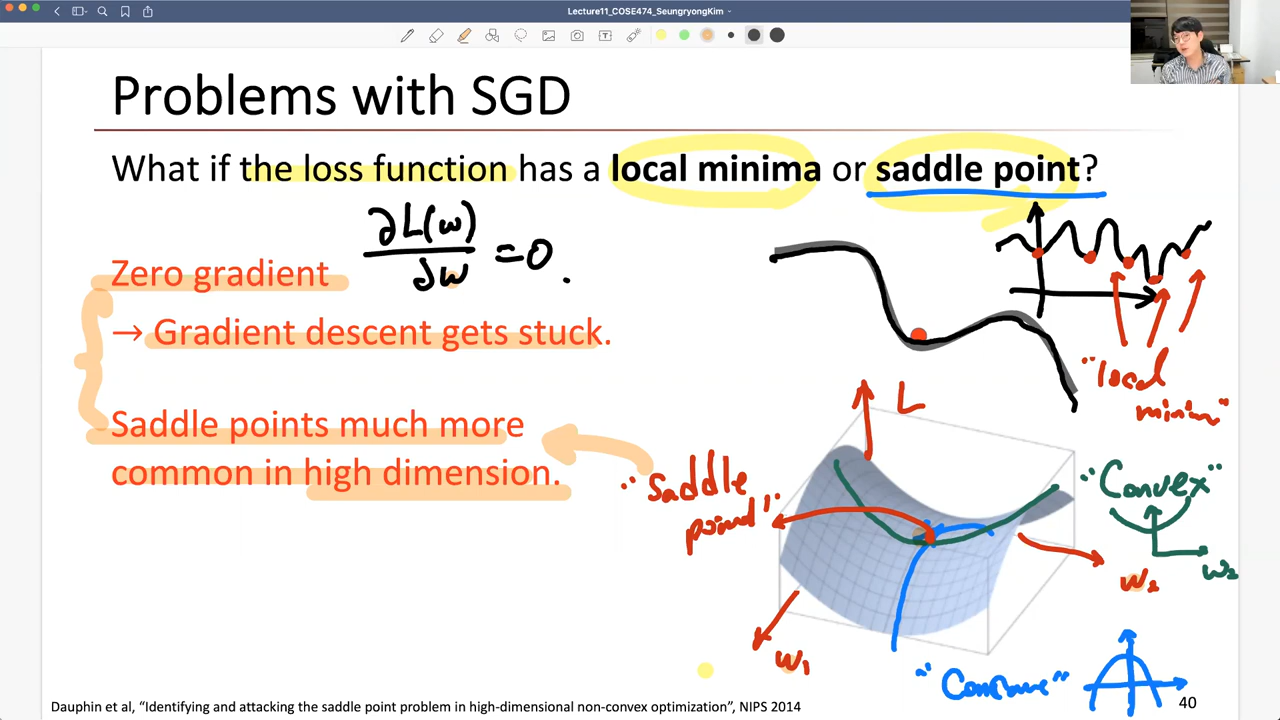 Lecture11_COSE474_SeungryongKim
Problems with SGD
What if the loss function has a local minima or saddle point?
∂L(w)
∂w
=0.
Zero gradient
→ Gradient descent gets stuck.
Saddle points much more
common in high dimension.
"local
minim"
L
"Saddle
point".
"Convex"
w₂
w₂
w₁
"Concave"
Dauphin et al, “Identifying and attacking the saddle point problem in high-dimensional non-convex optimization”, NIPS 2014
40